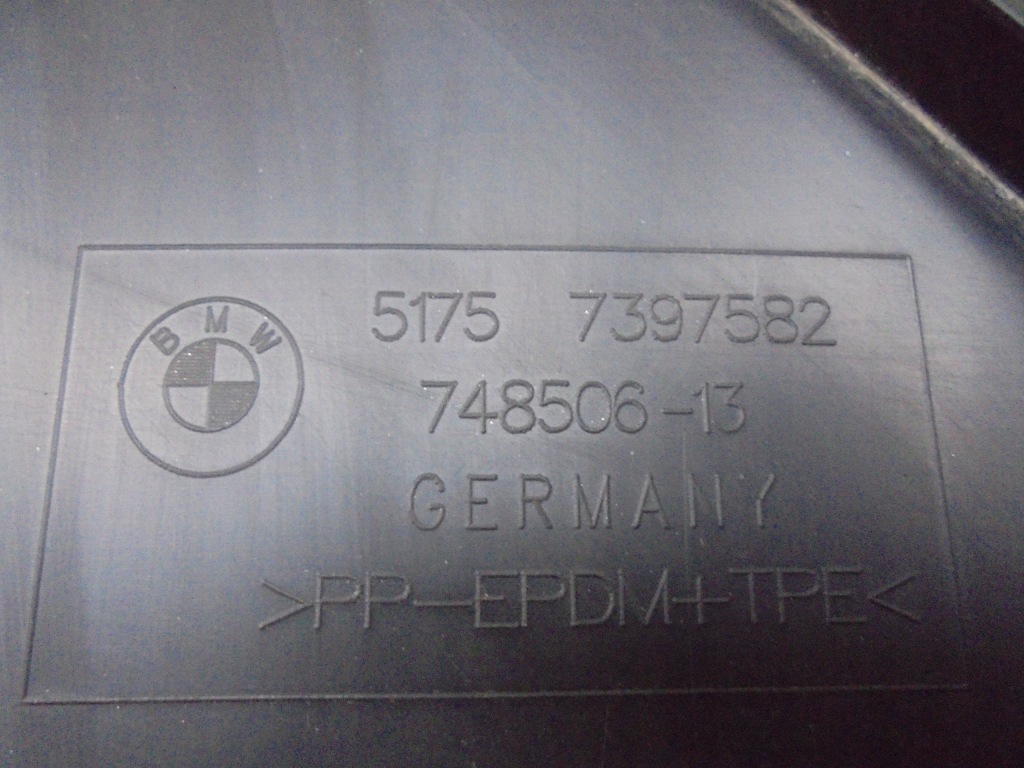 BMW
5175 7397582
748506-13
GERMANY
>PP-EPDM+TPE<